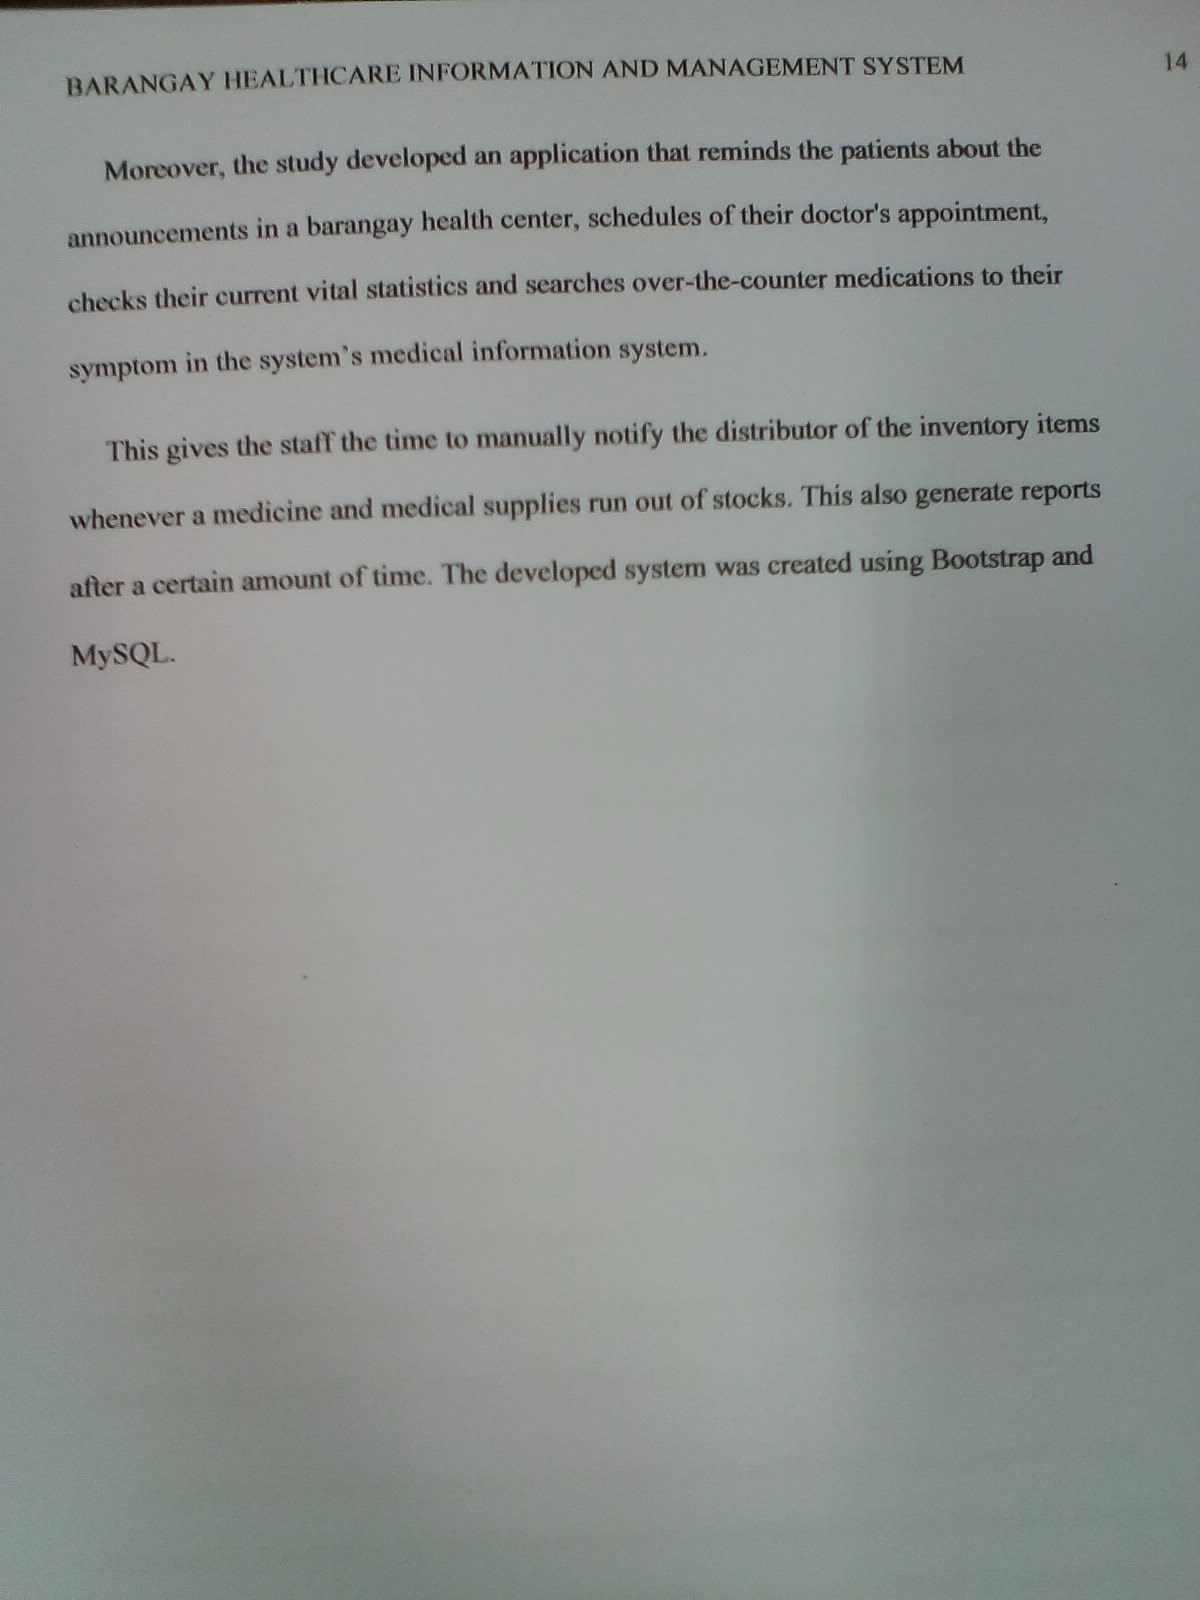 BARANGAY HEALTHCARE INFORMATION AND MANAGEMENT SYSTEM 14
Moreover, the study developed an application that reminds the patients about the
announcements in a barangay health center, schedules of their doctor's appointment,
checks their current vital statistics and searches over-the-counter medications to their
symptom in the system's medical information system.
This gives the staff the time to manually notify the distributor of the inventory items
whenever a medicine and medical supplies run out of stocks. This also generate reports
after a certain amount of time. The developed system was created using Bootstrap and
MySQL.